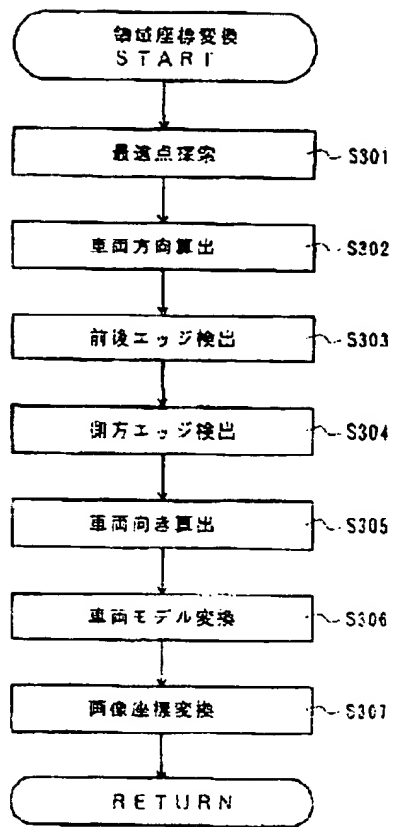 領域座標変換
START
最遠点探索
S301
車両方向算出
S302
前後エッジ検出
S303
側方エッジ検出
S304
車両向き算出
S305
車両モデル変換
S306
画像座標変換
S307
RETURN